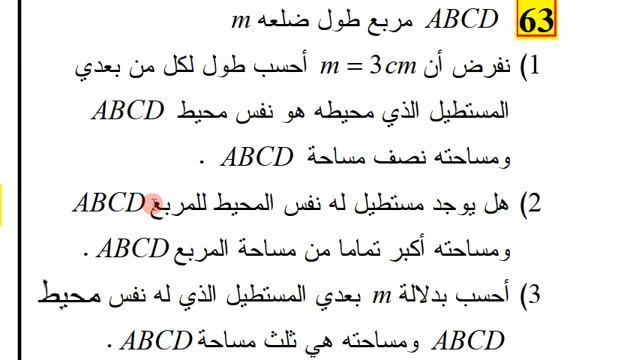 63 ABCD مربع طول ضلعه m
1) نفرض أن m = 3cm أحسب طول لكل من بعدي
المستطيل الذي محيطه هو نفس محيط ABCD
ومساحته نصف مساحة ABCD .
2) هل يوجد مستطيل له نفس المحيط للمربع ABCD
ومساحته أكبر تماما من مساحة المربع ABCD .
3) أحسب بدلالة m بعدي المستطيل الذي له نفس محيط
ABCD ومساحته هي ثلث مساحة ABCD .